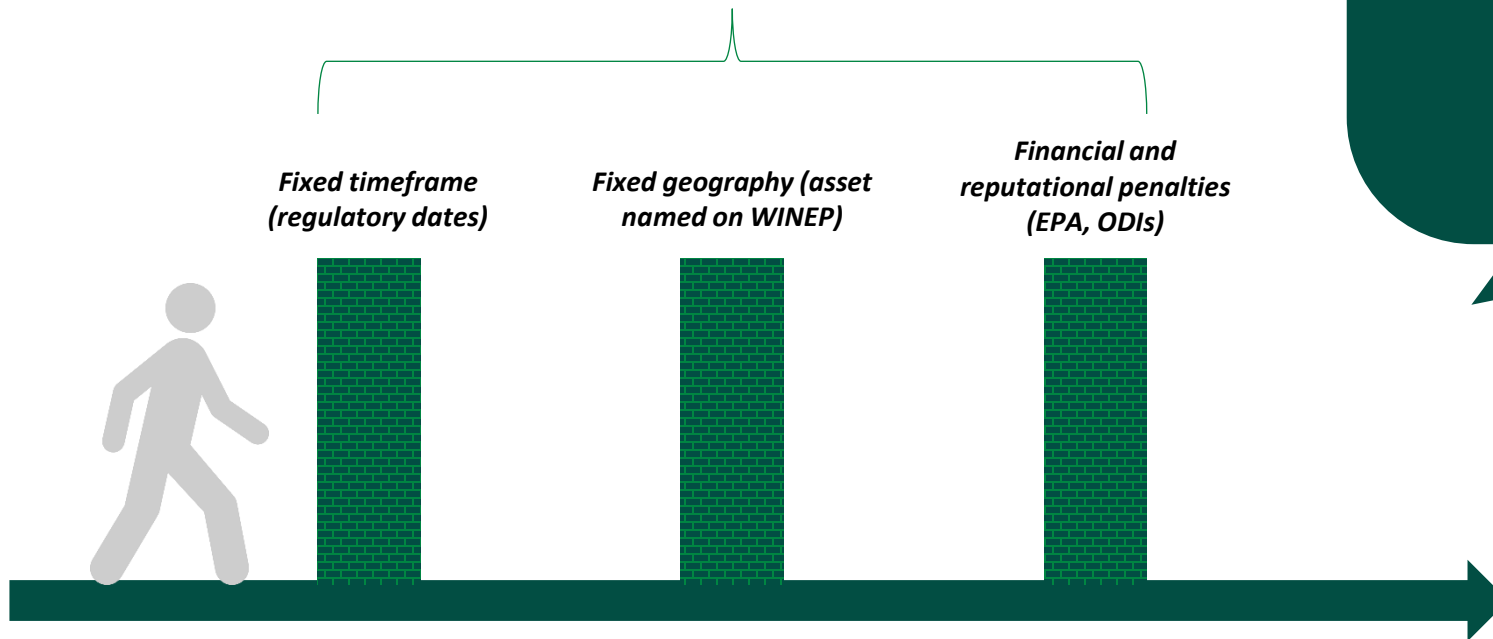 Fixed timeframe
(regulatory dates)
Fixed geography (asset
named on WINEP)
Financial and
reputational penalties
(EPA, ODIs)